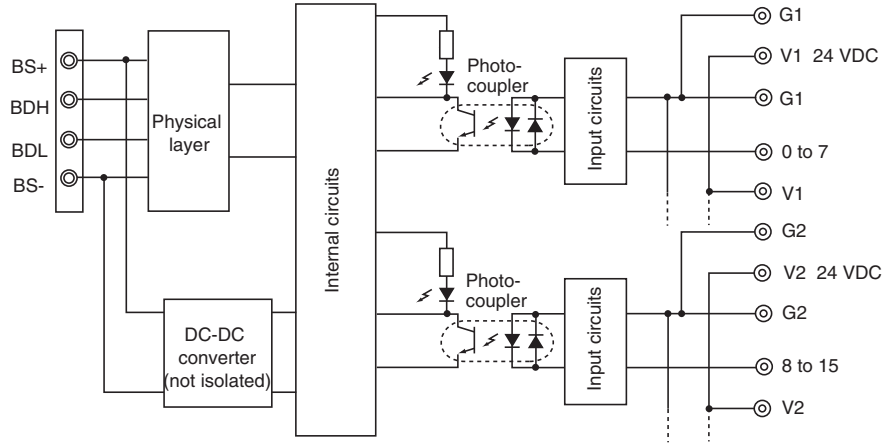 BS+
BDH
BDL
BS-
Physical
layer
DC-DC
converter
(not isolated)
Internal circuits
Photo-
coupler
Input circuits
G1
V1 24 VDC
G1
0 to 7
V1
Photo-
coupler
Input circuits
G2
V2 24 VDC
G2
8 to 15
V2